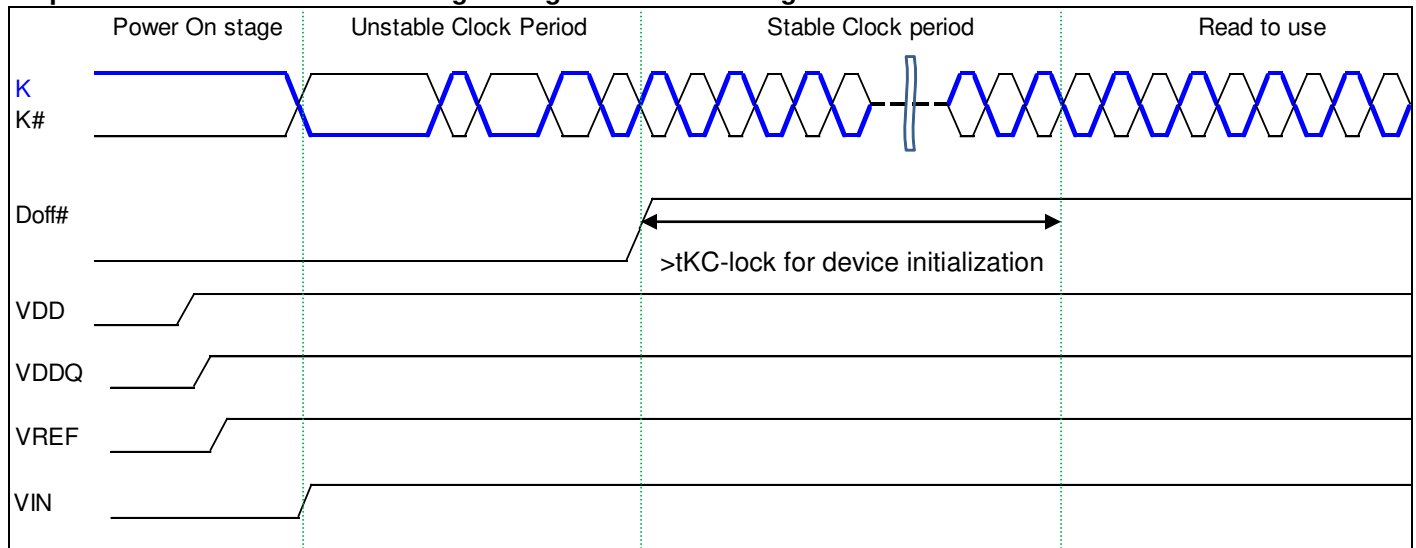 Power On stage Unstable Clock Period Stable Clock period Read to use
K
K#
Doff#
>tKC-lock for device initialization
VDD
VDDQ
VREF
VIN